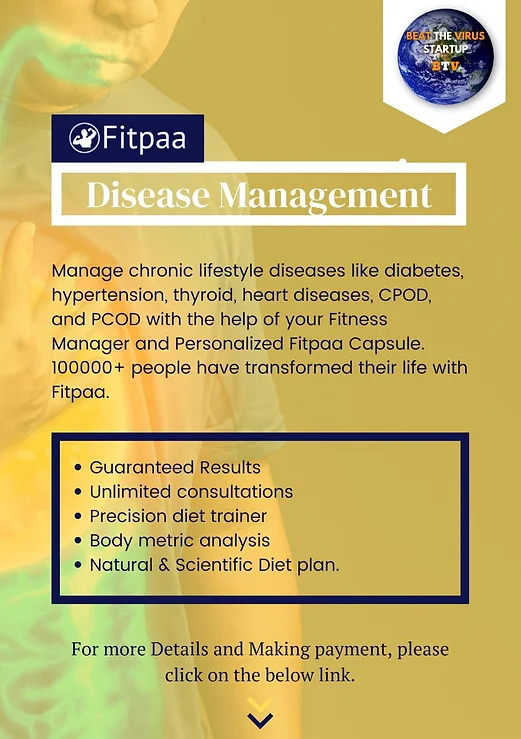 BEAT THE VIRUS
STARTUP
BTV
Fitpaa
Disease Management
Manage chronic lifestyle diseases like diabetes,
hypertension, thyroid, heart diseases, CPOD,
and PCOD with the help of your Fitness
Manager and Personalized Fitpaa Capsule.
100000+ people have transformed their life with
Fitpaa.
• Guaranteed Results
• Unlimited consultations
• Precision diet trainer
• Body metric analysis
• Natural & Scientific Diet plan.
For more Details and Making payment, please
click on the below link.